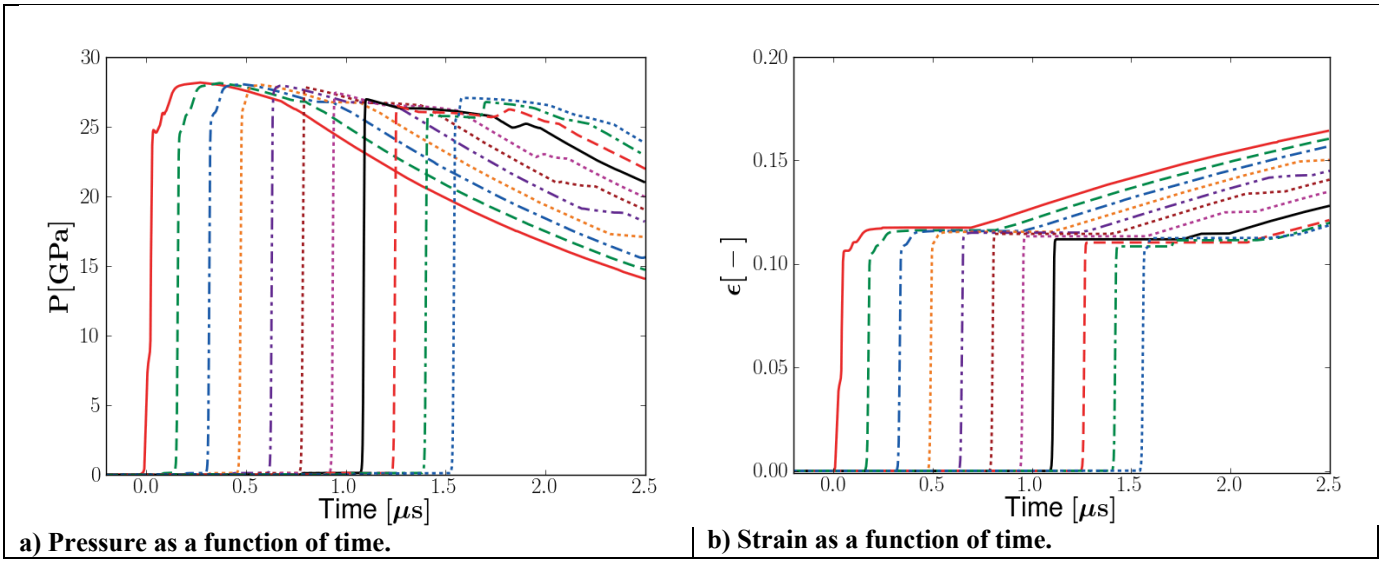 30
25
20
15
10
5
0
P[GPa]
0.0 0.5 1.0 1.5 2.0 2.5
Time [μs]
a) Pressure as a function of time.
0.20
0.15
0.10
0.05
0.00
ϵ[−]
0.0 0.5 1.0 1.5 2.0 2.5
Time [μs]
b) Strain as a function of time.